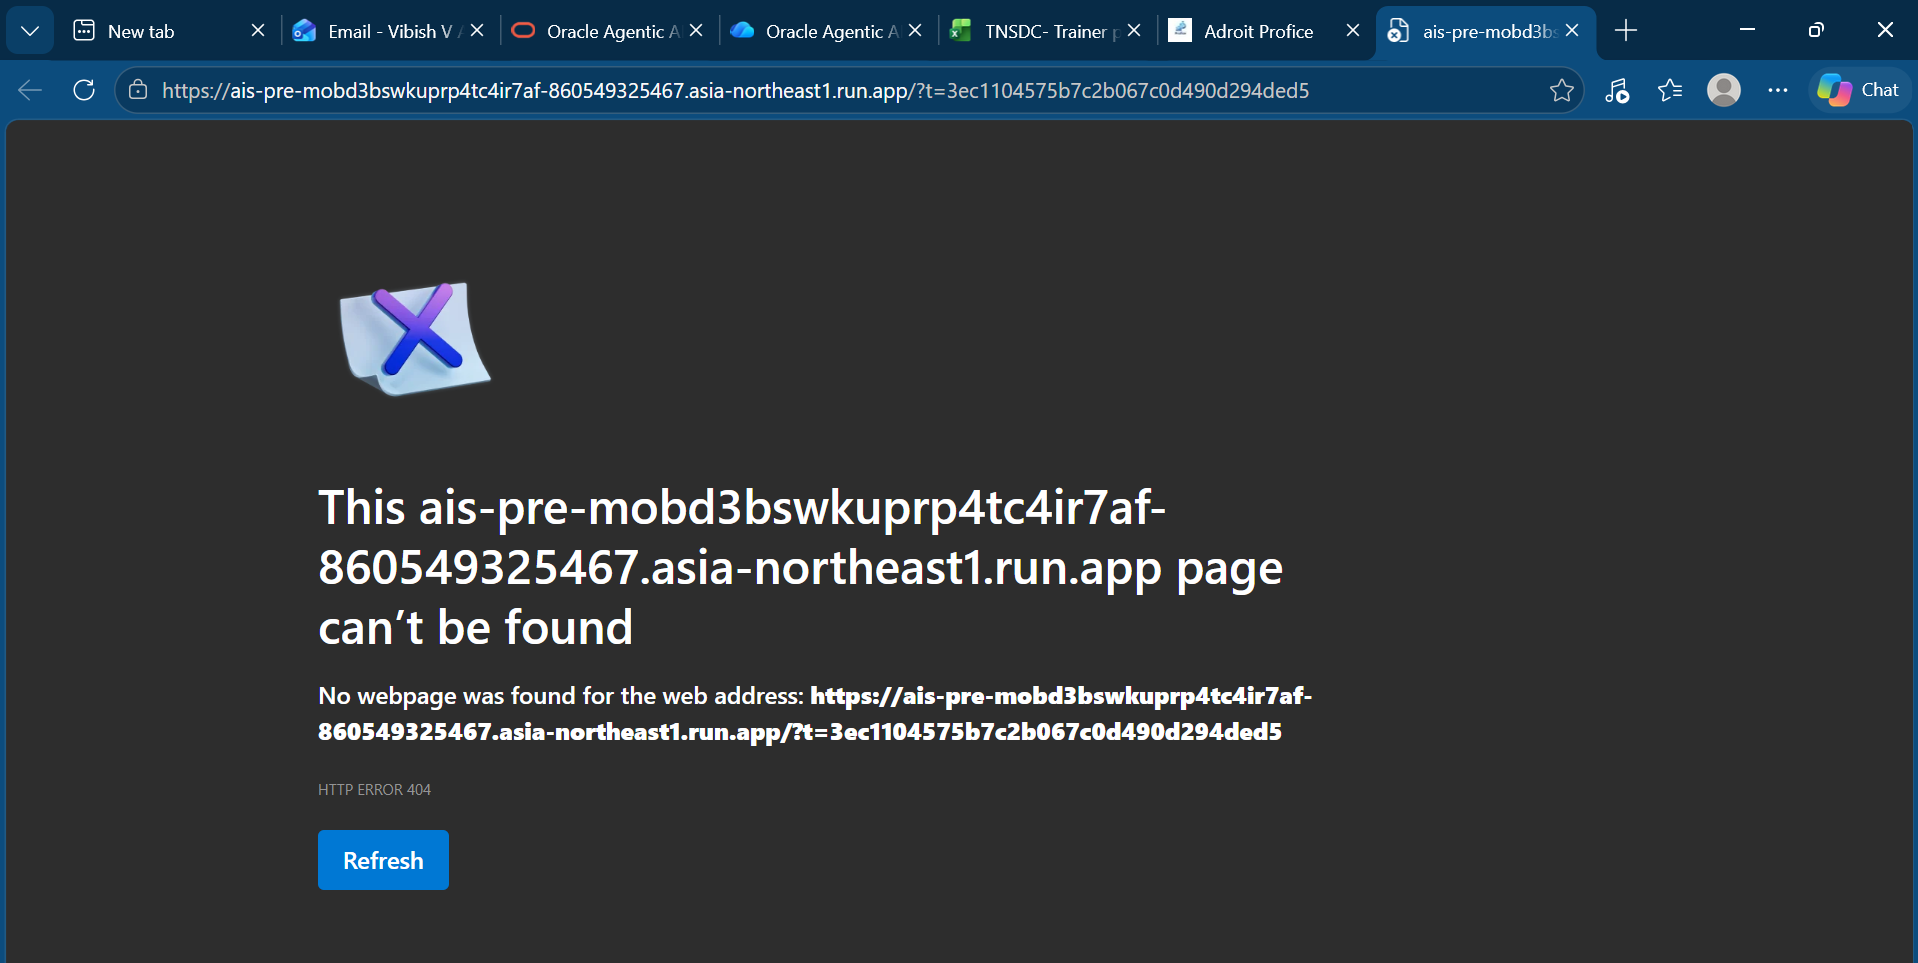 New tab
Email - Vibish V
Oracle Agentic A
Oracle Agentic A
TNSDC- Trainer p
Adroit Profice
ais-pre-mobd3bs
https://ais-pre-mobd3bswkuprp4tc4ir7af-860549325467.asia-northeast1.run.app/?t=3ec1104575b7c2b067c0d490d294ded5
Chat
This ais-pre-mobd3bswkuprp4tc4ir7af-
860549325467.asia-northeast1.run.app page
can’t be found
No webpage was found for the web address: https://ais-pre-mobd3bswkuprp4tc4ir7af-
860549325467.asia-northeast1.run.app/?t=3ec1104575b7c2b067c0d490d294ded5
HTTP ERROR 404
Refresh